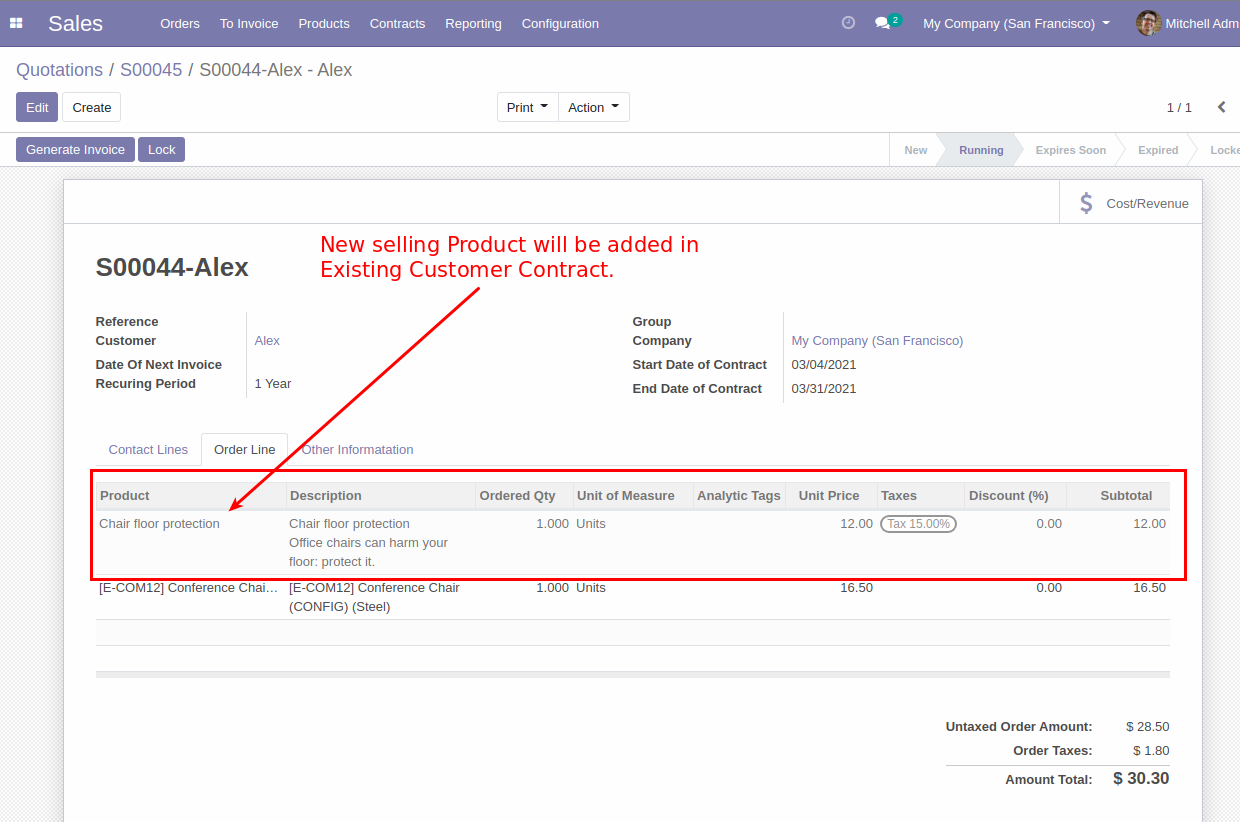 Sales Orders To Invoice Products Contracts Reporting Configuration 2 My Company (San Francisco) Mitchell Adm
Quotations / S00045 / S00044-Alex - Alex
Edit Create Print Action 1 / 1
Generate Invoice Lock New Running Expires Soon Expired Locke
$ Cost/Revenue
New selling Product will be added in
Existing Customer Contract.
S00044-Alex
Reference Group
Customer Alex Company My Company (San Francisco)
Date Of Next Invoice Start Date of Contract 03/04/2021
Recuring Period 1 Year End Date of Contract 03/31/2021
Contact Lines Order Line Other Informatation
Product Description Ordered Qty Unit of Measure Analytic Tags Unit Price Taxes Discount (%) Subtotal
Chair floor protection Chair floor protection 1.000 Units 12.00 Tax 15.00% 0.00 12.00
Office chairs can harm your
floor: protect it.
[E-COM12] Conference Chai… [E-COM12] Conference Chair 1.000 Units 16.50 0.00 16.50
(CONFIG) (Steel)
Untaxed Order Amount: $ 28.50
Order Taxes: $ 1.80
Amount Total: $ 30.30